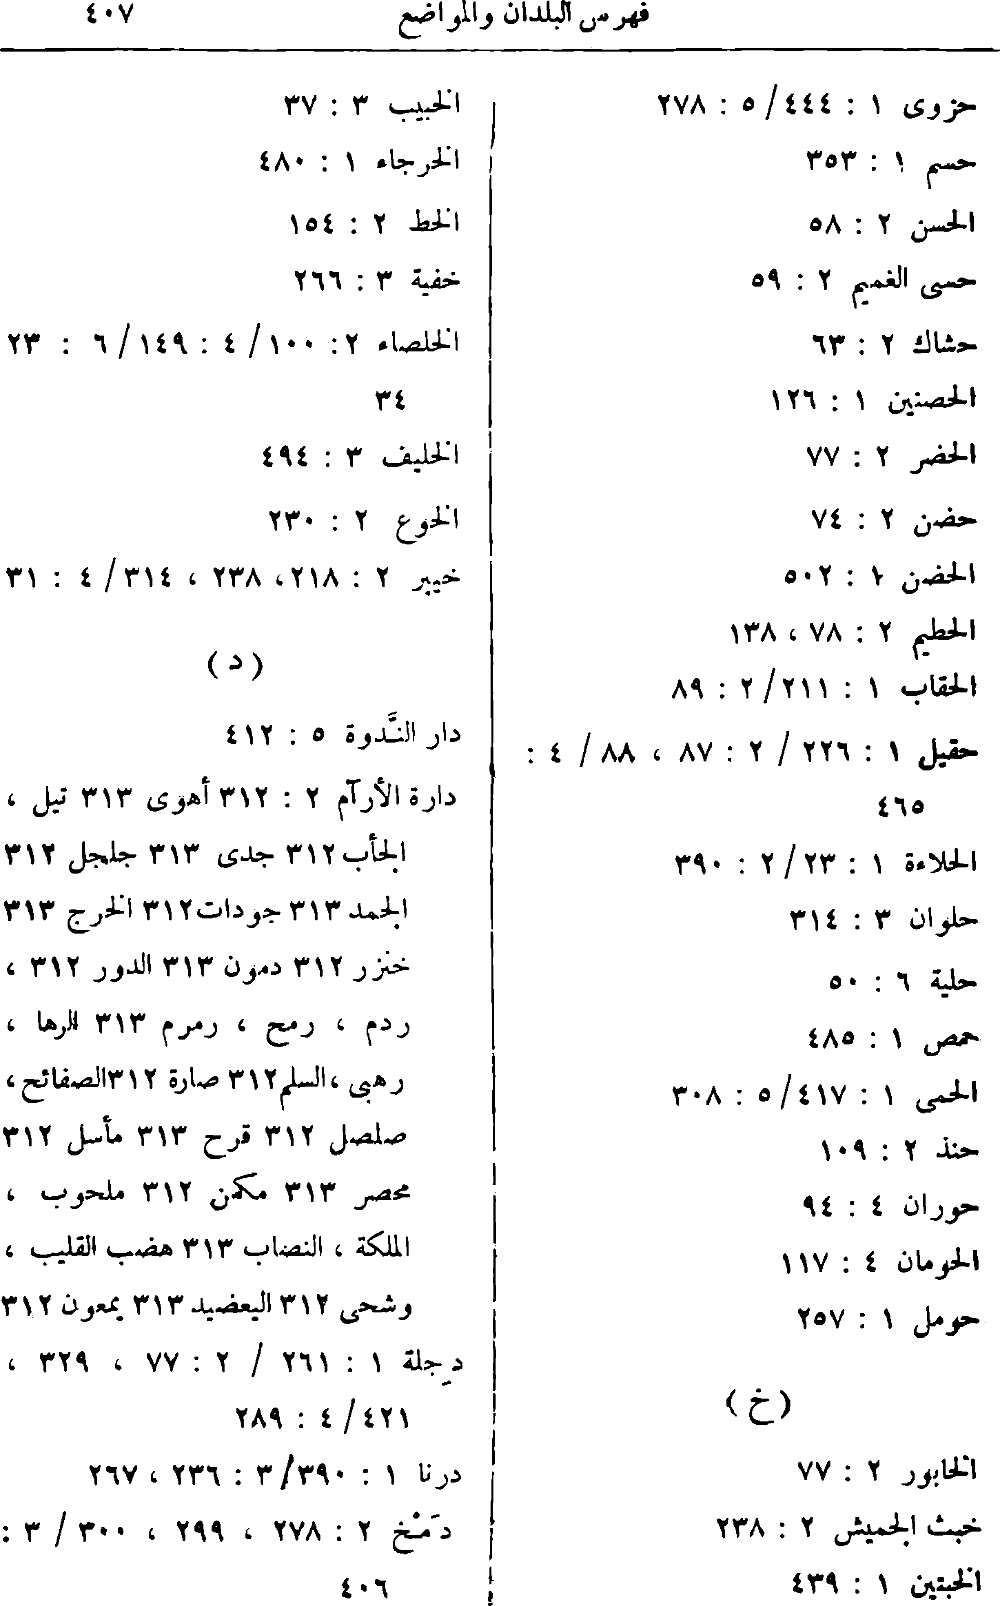 فهرس البلدان والمواضع ٤٠٧
حزوى ١ : ٤٤٤/ ٥ : ٢٧٨
حسم ١ : ٣٥٣
الحسن ٢ : ٥٨
حسى الغميم ٢ : ٥٩
حشاك ٢ : ٦٣
الحصنين ١ : ١٢٦
الحضر ٢ : ٧٧
حضن ٢ : ٧٤
الحضن ١ : ٥٠٢
الحطيم ٢ : ٧٨ ، ١٣٨
الحقاب ١ : ٢١١/ ٢ : ٨٩
حقيل ١ : ٢٢٦ / ٢ : ٨٧ ، ٨٨ / ٤ :
٤٦٥
الحلاءة ١ : ٢٣/ ٢ : ٣٩٠
حلوان ٣ : ٣١٤
حلية ٦ : ٥٠
حمص ١ : ٤٨٥
الحمى ١ : ٤١٧/ ٥ : ٣٠٨
حنذ ٢ : ١٠٩
حوران ٤ : ٩٤
الحومان ٤ : ١١٧
حومل ١ : ٢٥٧
(خ)
الخابور ٢ : ٧٧
خبث الجميش ٢ : ٢٣٨
الخبتين ١ : ٤٣٩
الخبيب ٣ : ٣٧
الخرجاء ١ : ٤٨٠
الخط ٢ : ١٥٤
خفية ٣ : ٢٦٦
الخلصاء ٢ : ١٠٠/ ٤ : ١٤٩/ ٦ : ٢٣
٣٤
الخليف ٣ : ٤٩٤
الخوع ٢ : ٢٣٠
خيبر ٢ : ٢١٨، ٢٣٨ ، ٣١٤/ ٤ : ٣١
(د)
دار النَّدوة ٥ : ٤١٢
دارة الأرآم ٢ : ٣١٢ أهوى ٣١٣ تيل ،
الجأب ٣١٢ جدى ٣١٣ جلجل ٣١٢
الجمد ٣١٣ جودات ٣١٢ الخرج ٣١٣
خنزر ٣١٢ دمون ٣١٣ الدور ٣١٢ ،
ردم ، رمح ، رمرم ٣١٣ الرها ،
رهبى ، السلم ٣١٢ صارة ٣١٢ الصفائح ،
صلصل ٣١٢ قرح ٣١٣ مأسل ٣١٢
محصر ٣١٣ مكمن ٣١٢ ملحوب ،
الملكة ، النصاب ٣١٣ هضب القليب ،
وشحى ٣١٢ اليعضيد ٣١٣ يمعون ٣١٢
دِجلة ١ : ٢٦١ / ٢ : ٧٧ ، ٣٢٩ ،
٤٢١/ ٤ : ٢٨٩
درنا ١ : ٣٩٠/ ٣ : ٢٣٦ ، ٢٦٧
دَمْخ ٢ : ٢٧٨ ، ٢٩٩ ، ٣٠٠ / ٣ :
٤٠٦